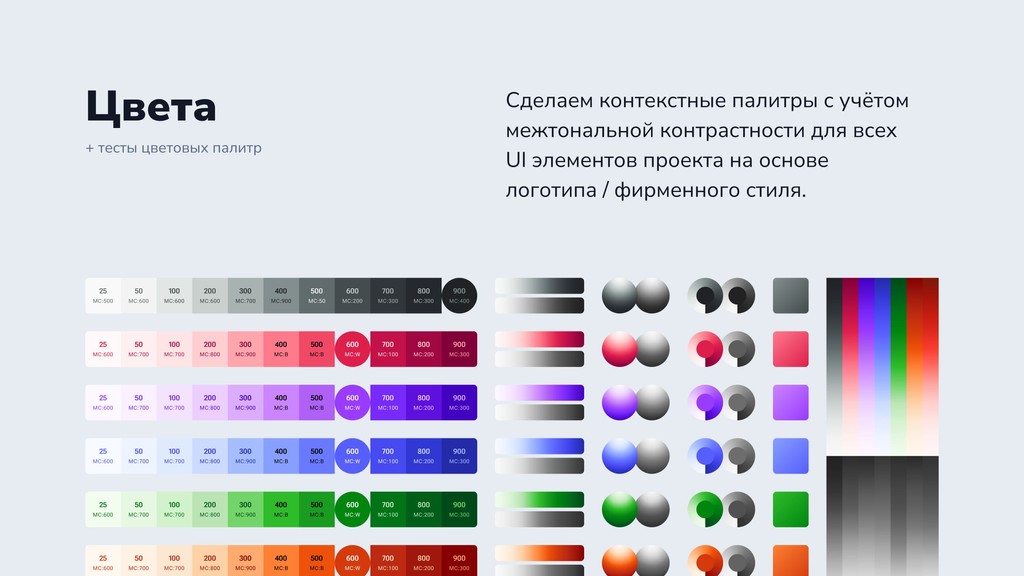 Цвета
+ тесты цветовых палитр
Сделаем контекстные палитры с учётом
межтональной контрастности для всех
UI элементов проекта на основе
логотипа / фирменного стиля.
25 50 100 200 300 400 500 600 700 800 900
MC:500 MC:600 MC:600 MC:600 MC:700 MC:900 MC:50 MC:200 MC:300 MC:300 MC:400
25 50 100 200 300 400 500 600 700 800 900
MC:600 MC:700 MC:700 MC:800 MC:900 MC:B MC:B MC:W MC:100 MC:200 MC:300
25 50 100 200 300 400 500 600 700 800 900
MC:600 MC:700 MC:700 MC:800 MC:900 MC:B MC:B MC:W MC:100 MC:200 MC:300
25 50 100 200 300 400 500 600 700 800 900
MC:600 MC:700 MC:700 MC:800 MC:900 MC:B MC:B MC:W MC:100 MC:200 MC:300
25 50 100 200 300 400 500 600 700 800 900
MC:700 MC:700 MC:700 MC:800 MC:900 MC:B MC:B MC:W MC:100 MC:200 MC:300
25 50 100 200 300 400 500 600 700 800 900
MC:600 MC:700 MC:700 MC:800 MC:900 MC:B MC:B MC:W MC:100 MC:200 MC:300